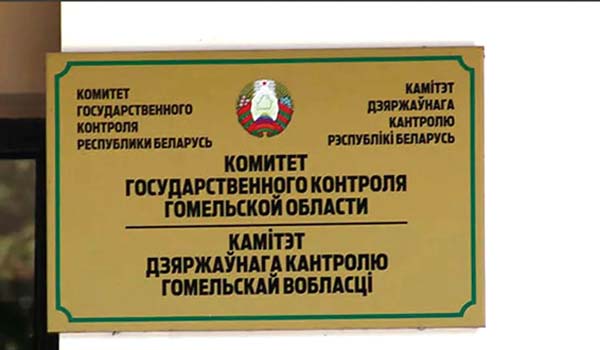 КОМИТЕТ
ГОСУДАРСТВЕННОГО
КОНТРОЛЯ
РЕСПУБЛИКИ БЕЛАРУСЬ
КАМІТЭТ
ДЗЯРЖАЎНАГА
КАНТРОЛЮ
РЭСПУБЛІКІ БЕЛАРУСЬ
КОМИТЕТ
ГОСУДАРСТВЕННОГО КОНТРОЛЯ
ГОМЕЛЬСКОЙ ОБЛАСТИ
КАМІТЭТ
ДЗЯРЖАЎНАГА КАНТРОЛЮ
ГОМЕЛЬСКАЙ ВОБЛАСЦІ